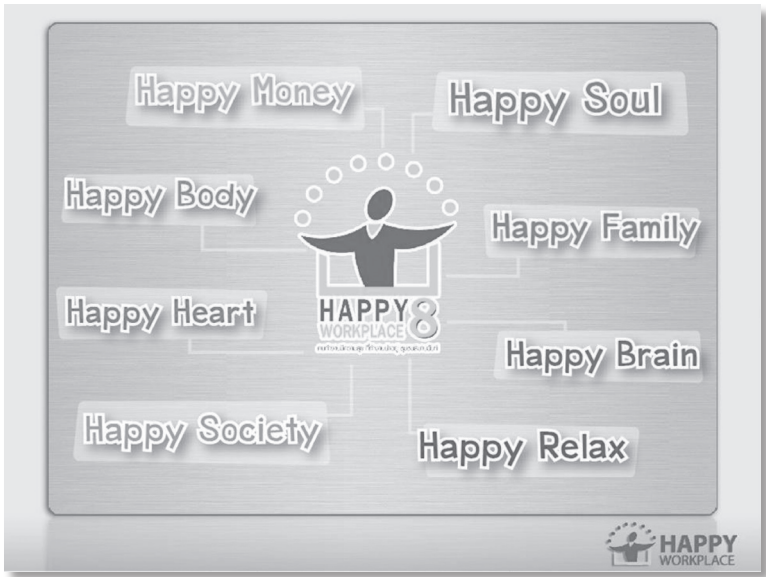 Happy Money
Happy Soul
Happy Body
Happy Family
Happy Heart
HAPPY 8
WORKPLACE
Happy Brain
Happy Society
Happy Relax
HAPPY
WORKPLACE